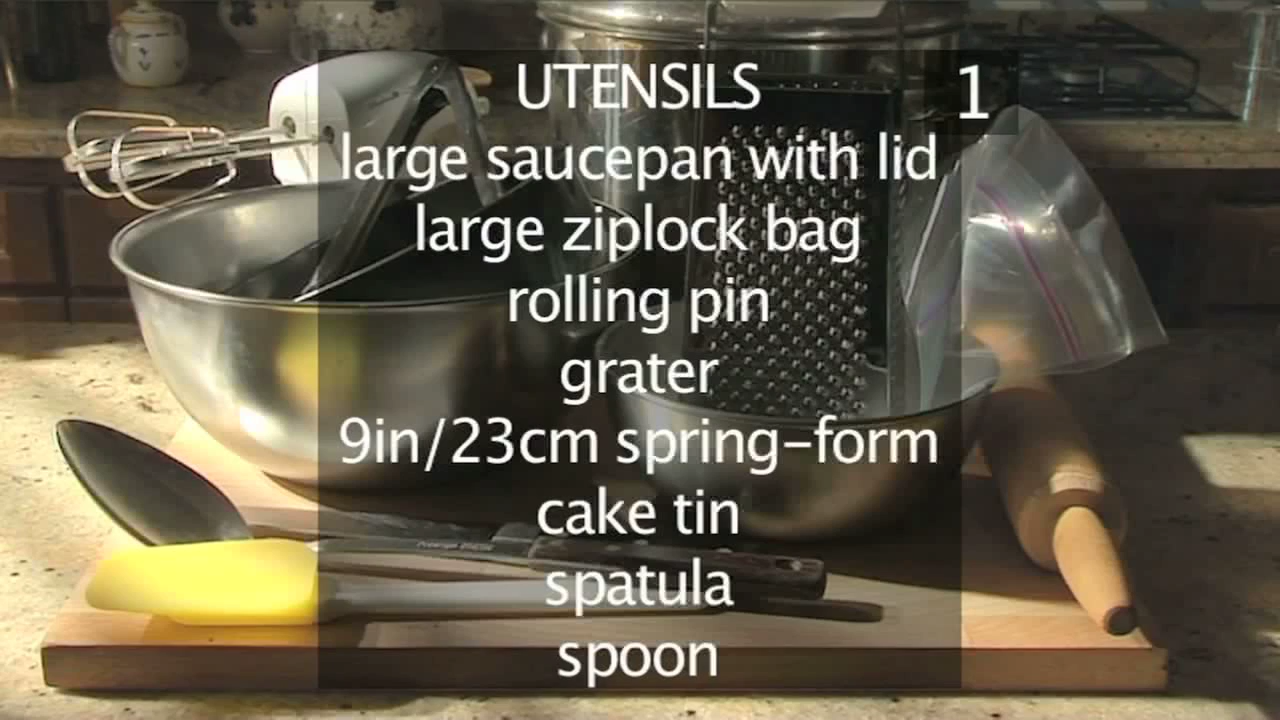 UTENSILS
1
large saucepan with lid
large ziplock bag
rolling pin
grater
9in/23cm spring-form
cake tin
spatula
spoon